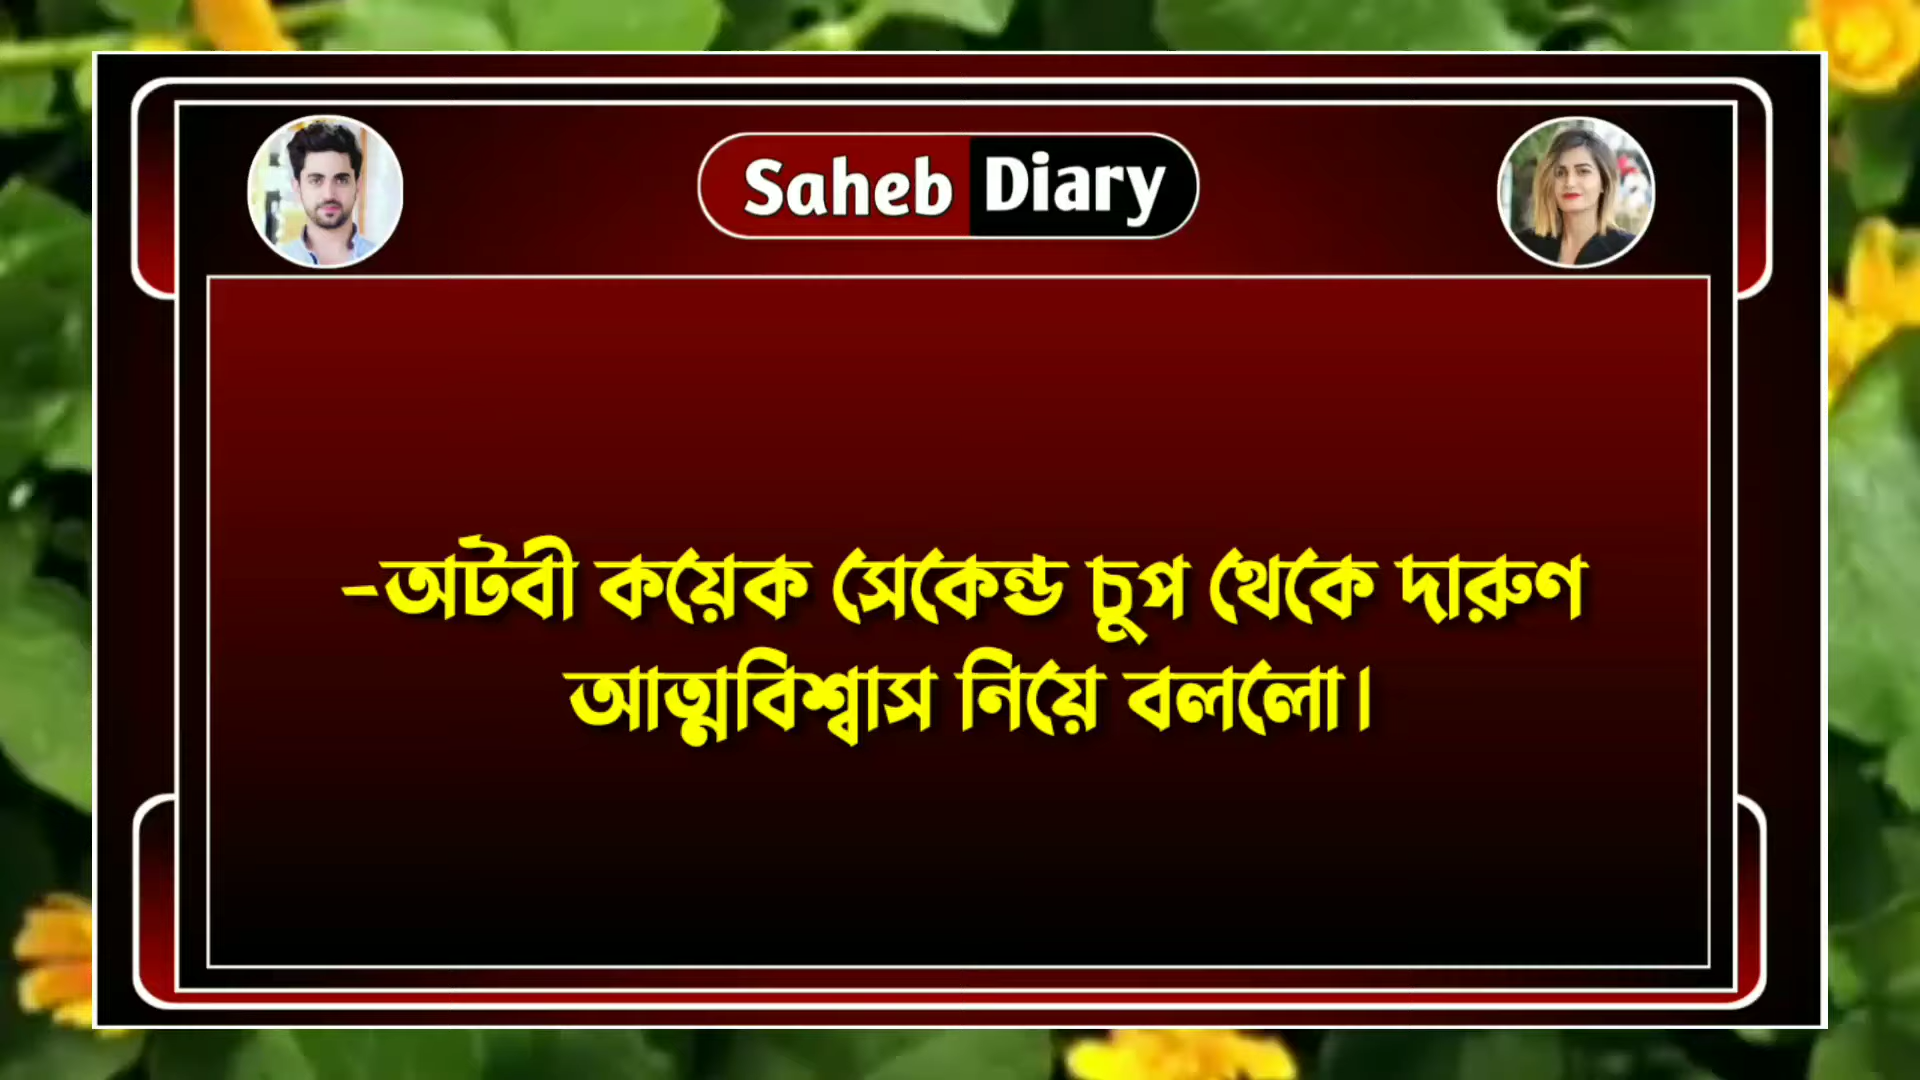 Saheb Diary
-অটবী কয়েক সেকেন্ড চুপ থেকে দারুণ
আত্মবিশ্বাস নিয়ে বললো।